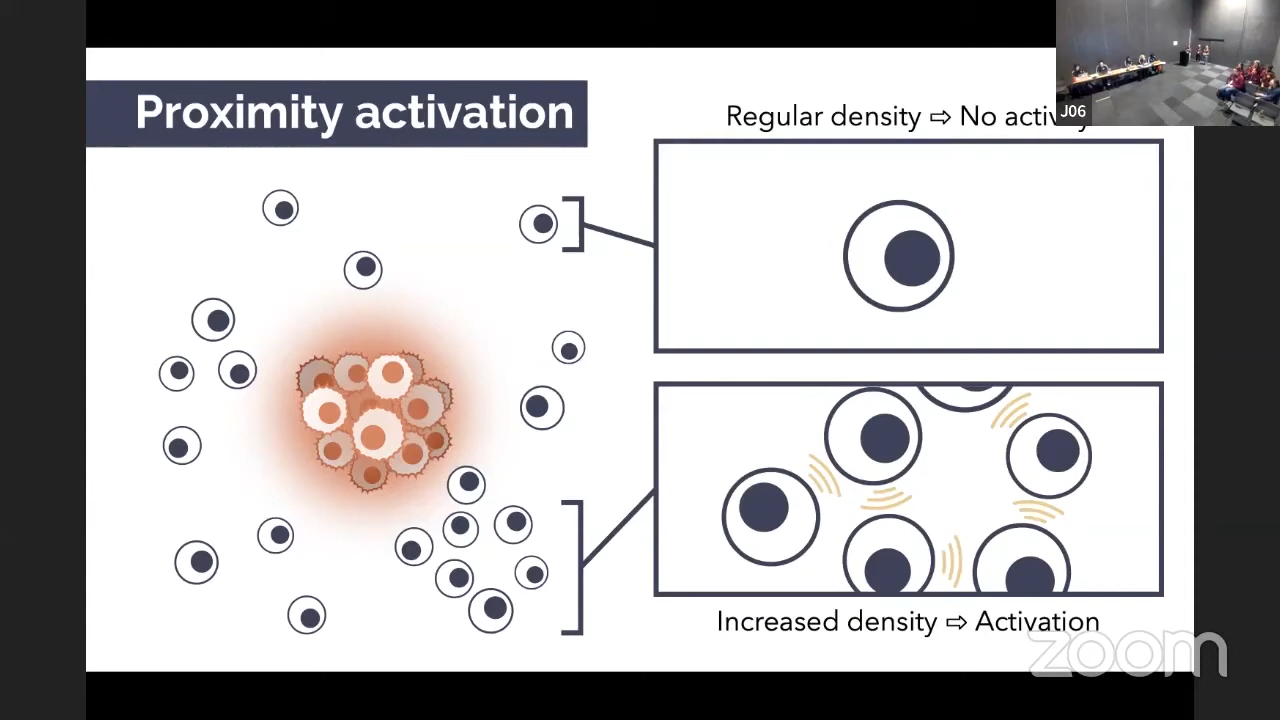 Proximity activation
Regular density ⇨ No activity
J06
Increased density ⇨ Activation
zoom